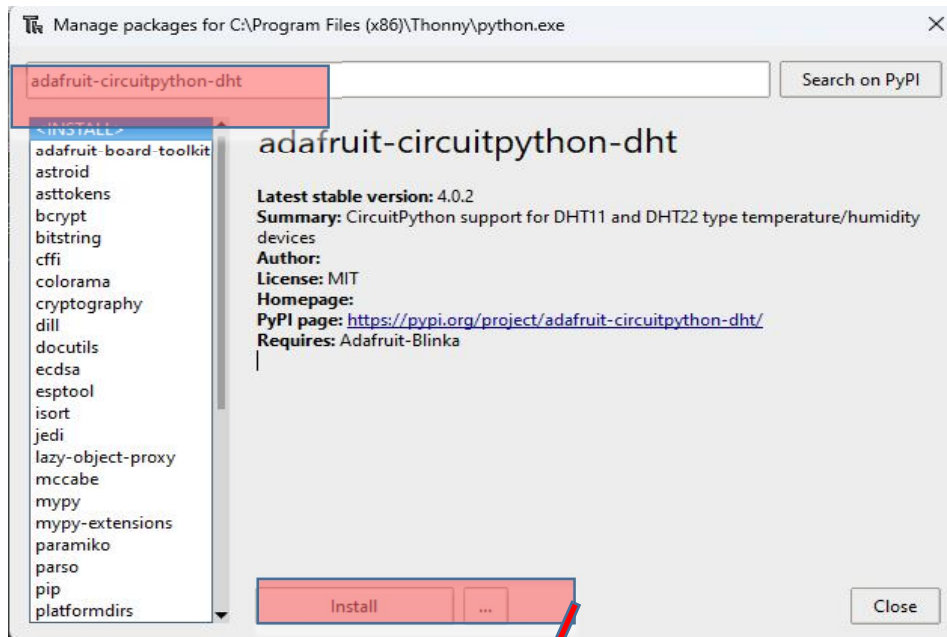 Manage packages for C:\Program Files (x86)\Thonny\python.exe
adafruit-circuitpython-dht
Search on PyPI
<INSTALL>
adafruit-board-toolkit
astroid
asttokens
bcrypt
bitstring
cffi
colorama
cryptography
dill
docutils
ecdsa
esptool
isort
jedi
lazy-object-proxy
mccabe
mypy
mypy-extensions
paramiko
parso
pip
platformdirs
adafruit-circuitpython-dht
Latest stable version: 4.0.2
Summary: CircuitPython support for DHT11 and DHT22 type temperature/humidity
devices
Author:
License: MIT
Homepage:
PyPI page: https://pypi.org/project/adafruit-circuitpython-dht/
Requires: Adafruit-Blinka
Install
...
Close